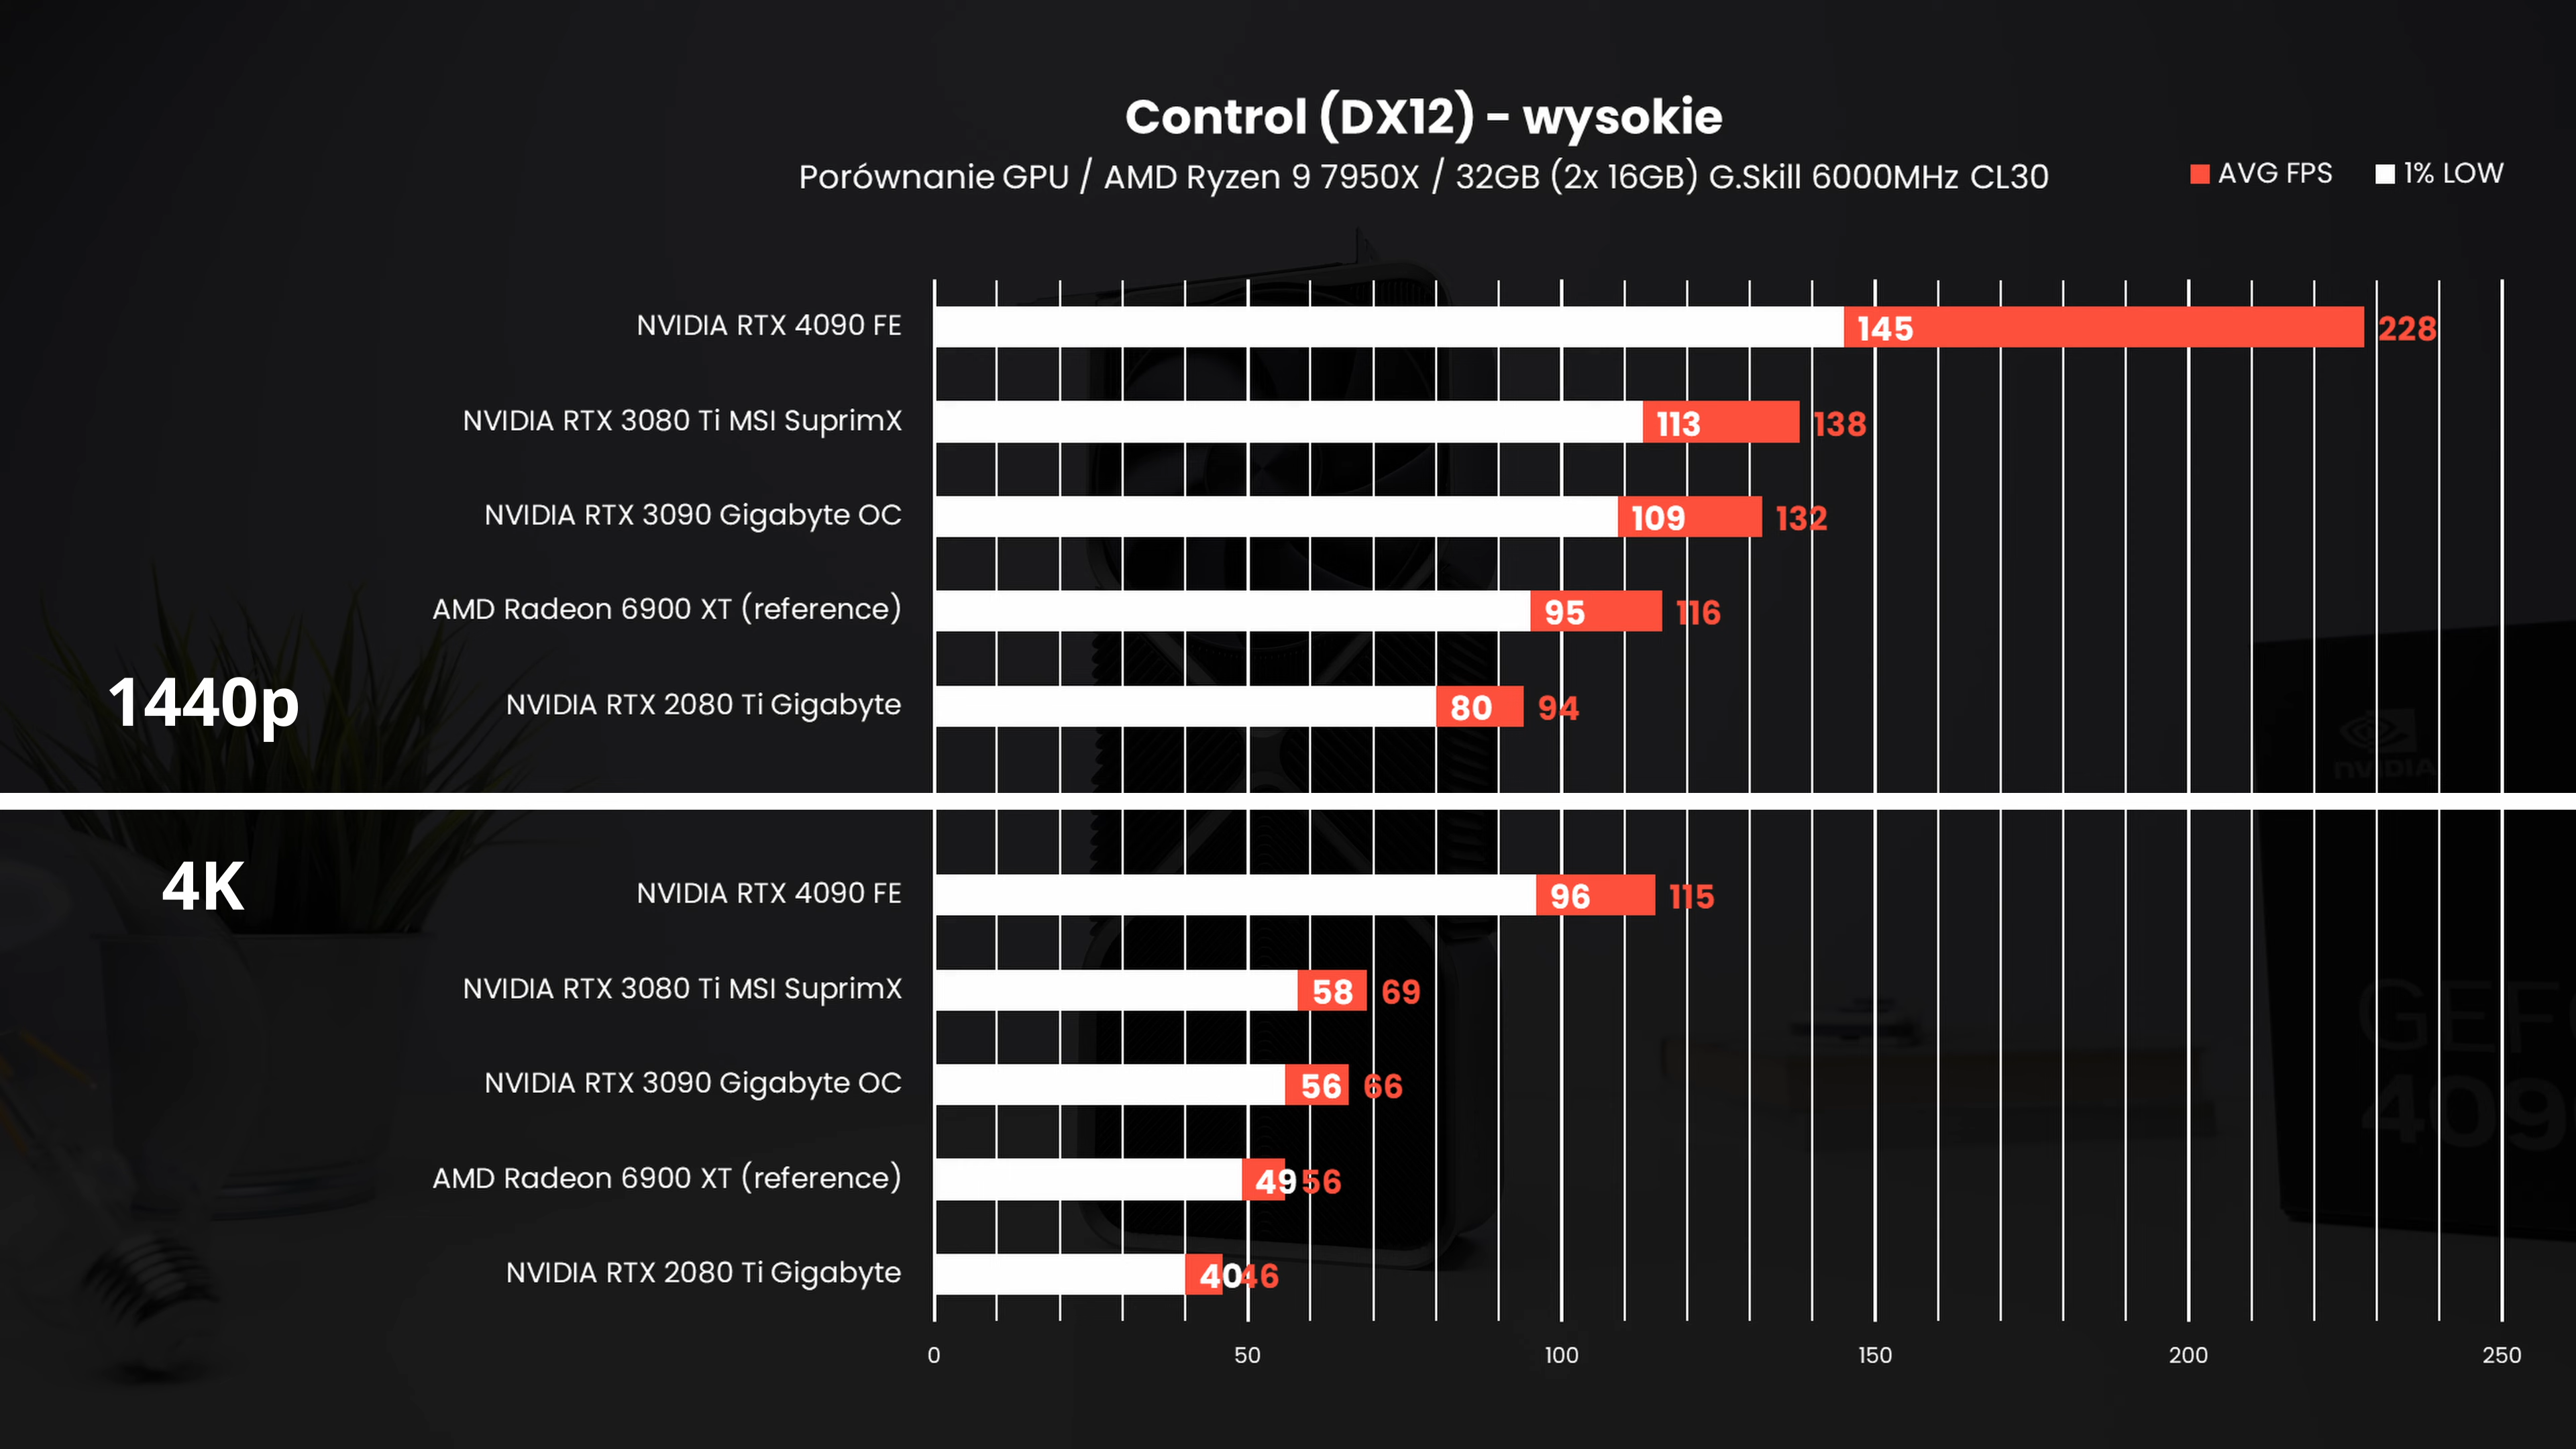 Control (DX12) - wysokie
Porównanie GPU / AMD Ryzen 9 7950X / 32GB (2x 16GB) G.Skill 6000MHz CL30
AVG FPS 1% LOW
NVIDIA RTX 4090 FE 145 228
NVIDIA RTX 3080 Ti MSI SuprimX 113 138
NVIDIA RTX 3090 Gigabyte OC 109 132
AMD Radeon 6900 XT (reference) 95 116
1440p
NVIDIA RTX 2080 Ti Gigabyte 80 94
NVIDIA
4K
NVIDIA RTX 4090 FE 96 115
NVIDIA RTX 3080 Ti MSI SuprimX 58 69
GEF
NVIDIA RTX 3090 Gigabyte OC 56 66
409
AMD Radeon 6900 XT (reference) 49 56
NVIDIA RTX 2080 Ti Gigabyte 40 46
0 50 100 150 200 250